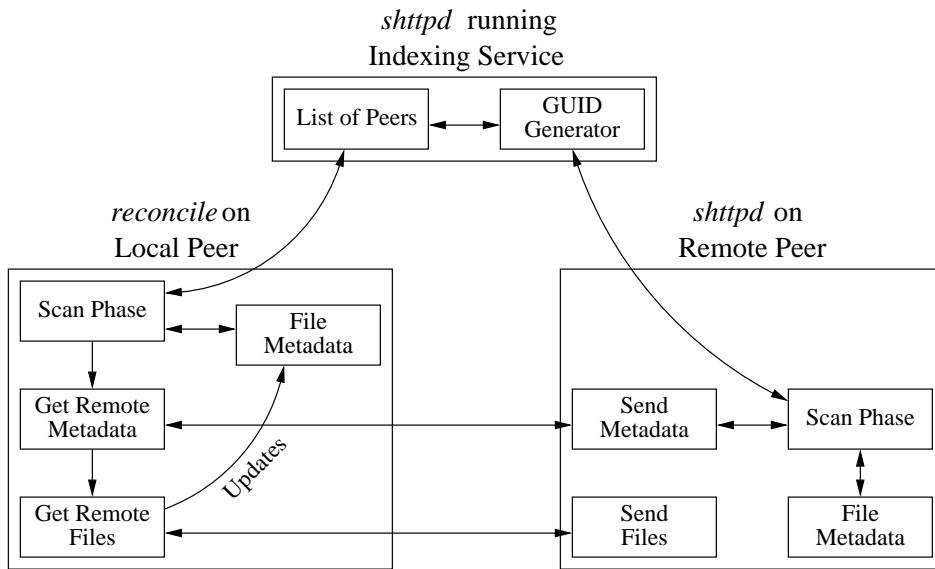 shttpd running
Indexing Service
List of Peers
GUID
Generator
reconcile on
Local Peer
shttpd on
Remote Peer
Scan Phase
File
Metadata
Get Remote
Metadata
Updates
Get Remote
Files
Send
Metadata
Scan Phase
Send
Files
File
Metadata